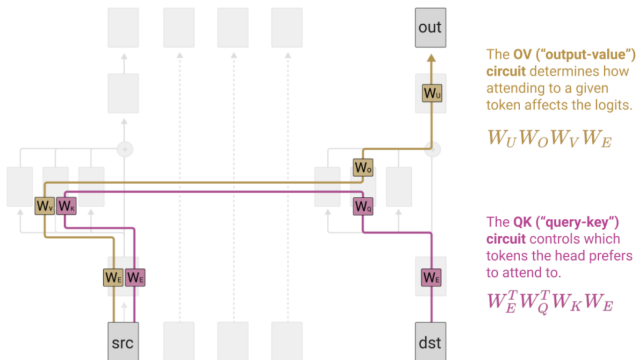 out
The OV (“output-value”)
circuit determines how
attending to a given
token affects the logits.
W_U
W_U W_O W_V W_E
W_O
W_V W_K W_Q
The QK (“query-key”)
circuit controls which
tokens the head prefers
to attend to.
W_E W_E W_E
W_E^T W_Q^T W_K W_E
src dst